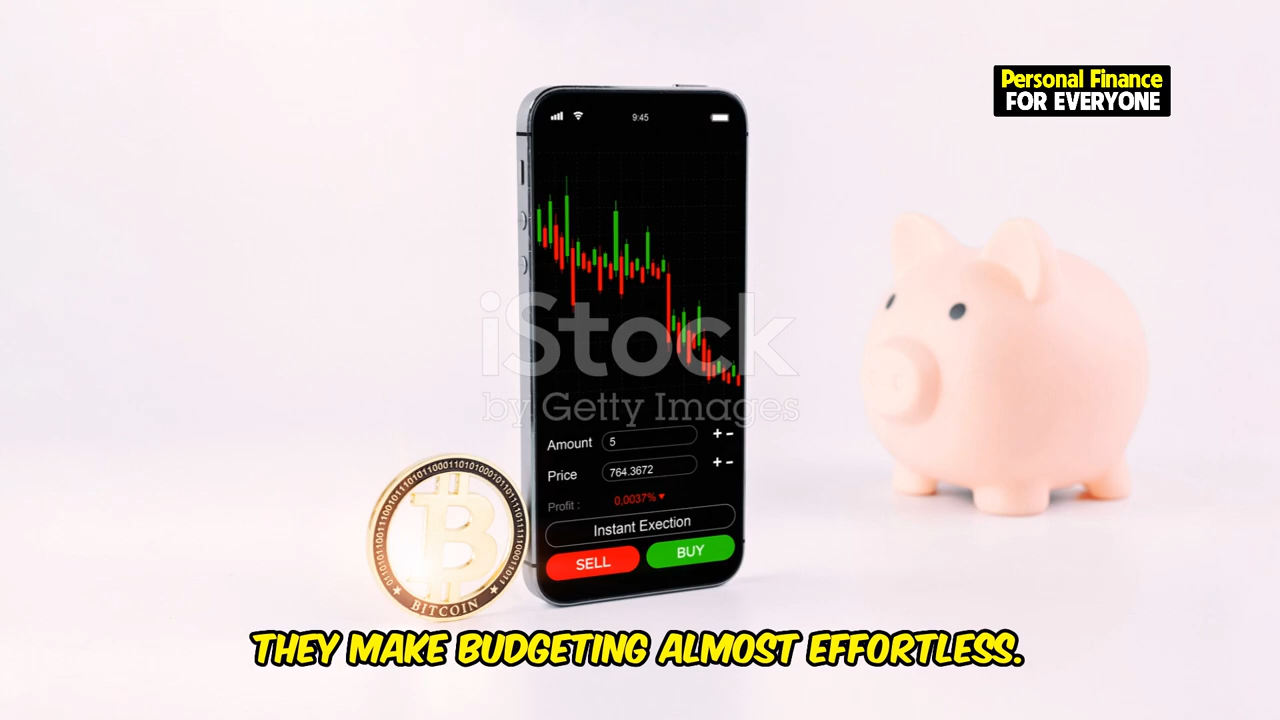 Personal Finance
FOR EVERYONE
9:45
iStock
by Getty Images
Amount 5 + -
Price 764.3672 + -
Profit : 0,0037% ▼
Instant Exection
SELL BUY
BITCOIN
THEY MAKE BUDGETING ALMOST EFFORTLESS.